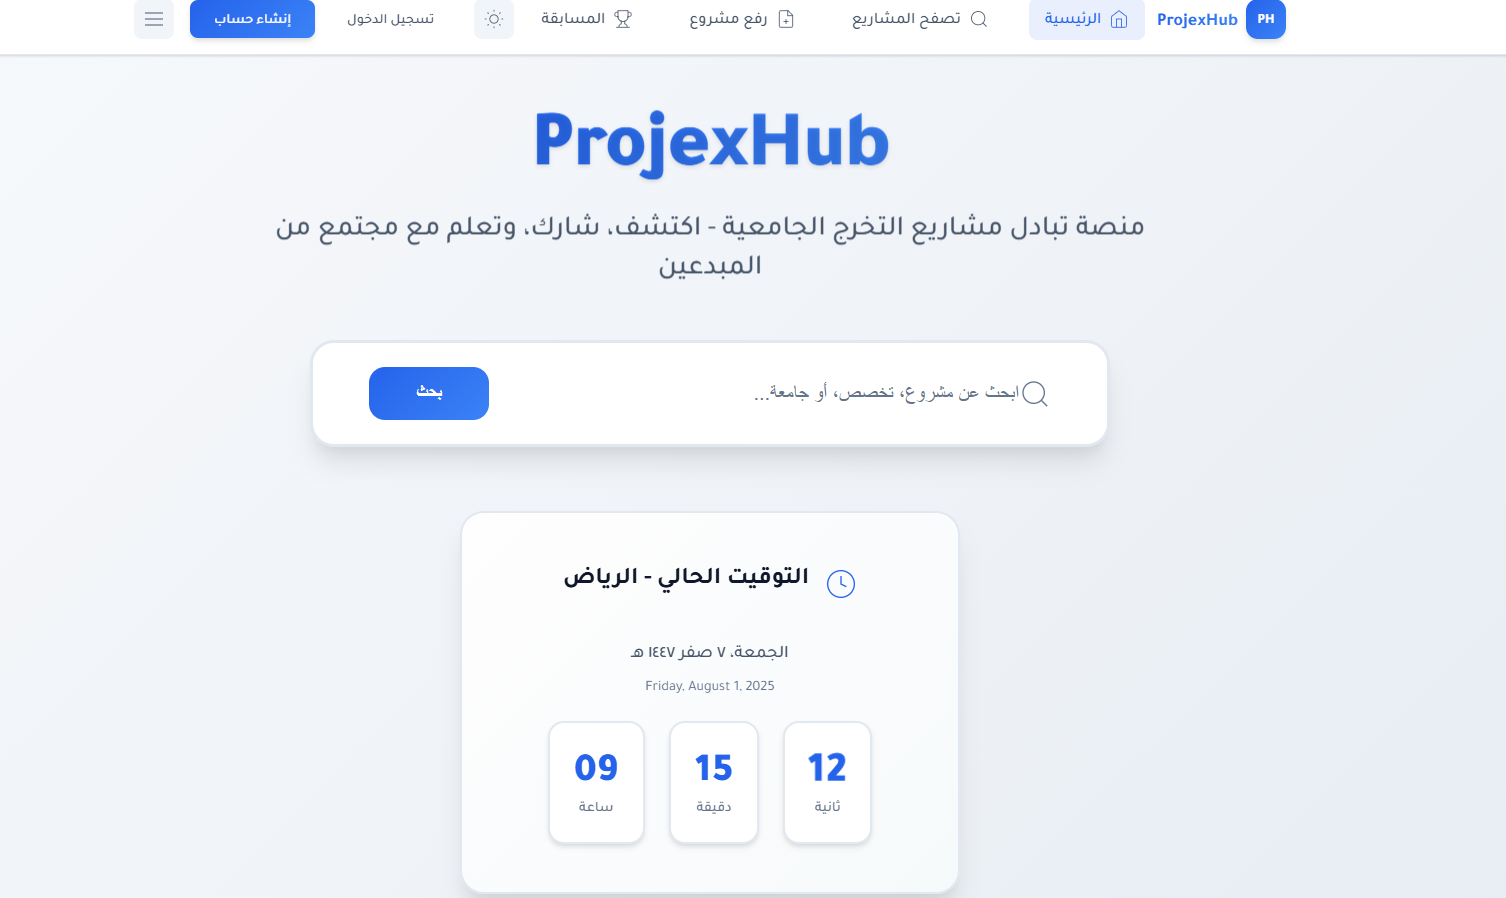 PH
ProjexHub
الرئيسية
تصفح المشاريع
رفع مشروع
المسابقة
تسجيل الدخول
إنشاء حساب
ProjexHub
منصة تبادل مشاريع التخرج الجامعية - اكتشف، شارك، وتعلم مع مجتمع من
المبدعين
ابحث عن مشروع، تخصص، أو جامعة...
بحث
التوقيت الحالي - الرياض
الجمعة، ٧ صفر ١٤٤٧ هـ
Friday, August 1, 2025
12
ثانية
15
دقيقة
09
ساعة